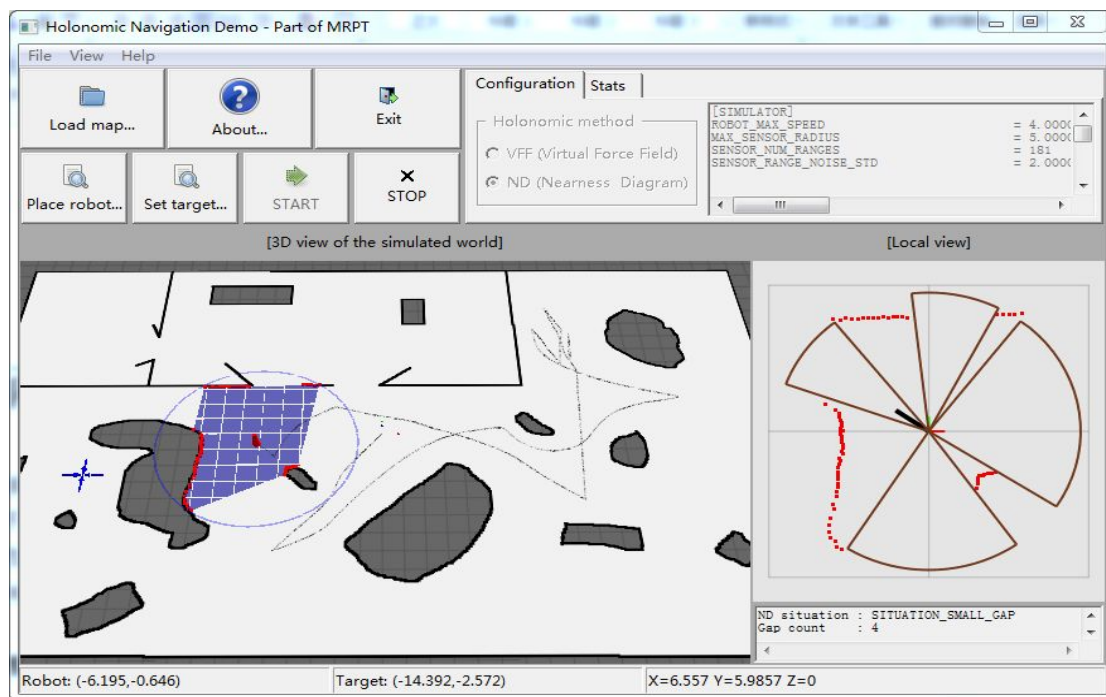 Holonomic Navigation Demo - Part of MRPT
File View Help
Load map...
About...
Exit
Place robot...
Set target...
START
STOP
Configuration Stats
Holonomic method
VFF (Virtual Force Field)
ND (Nearness Diagram)
[SIMULATOR]
ROBOT_MAX_SPEED = 4.000
MAX_SENSOR_RADIUS = 5.000
SENSOR_NUM_RANGES = 181
SENSOR_RANGE_NOISE_STD = 2.000
[3D view of the simulated world]
[Local view]
ND situation : SITUATION_SMALL_GAP
Gap count : 4
Robot: (-6.195,-0.646)
Target: (-14.392,-2.572)
X=6.557 Y=5.9857 Z=0